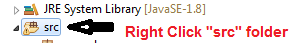 JRE System Library [JavaSE-1.8]
src Right Click "src" folder